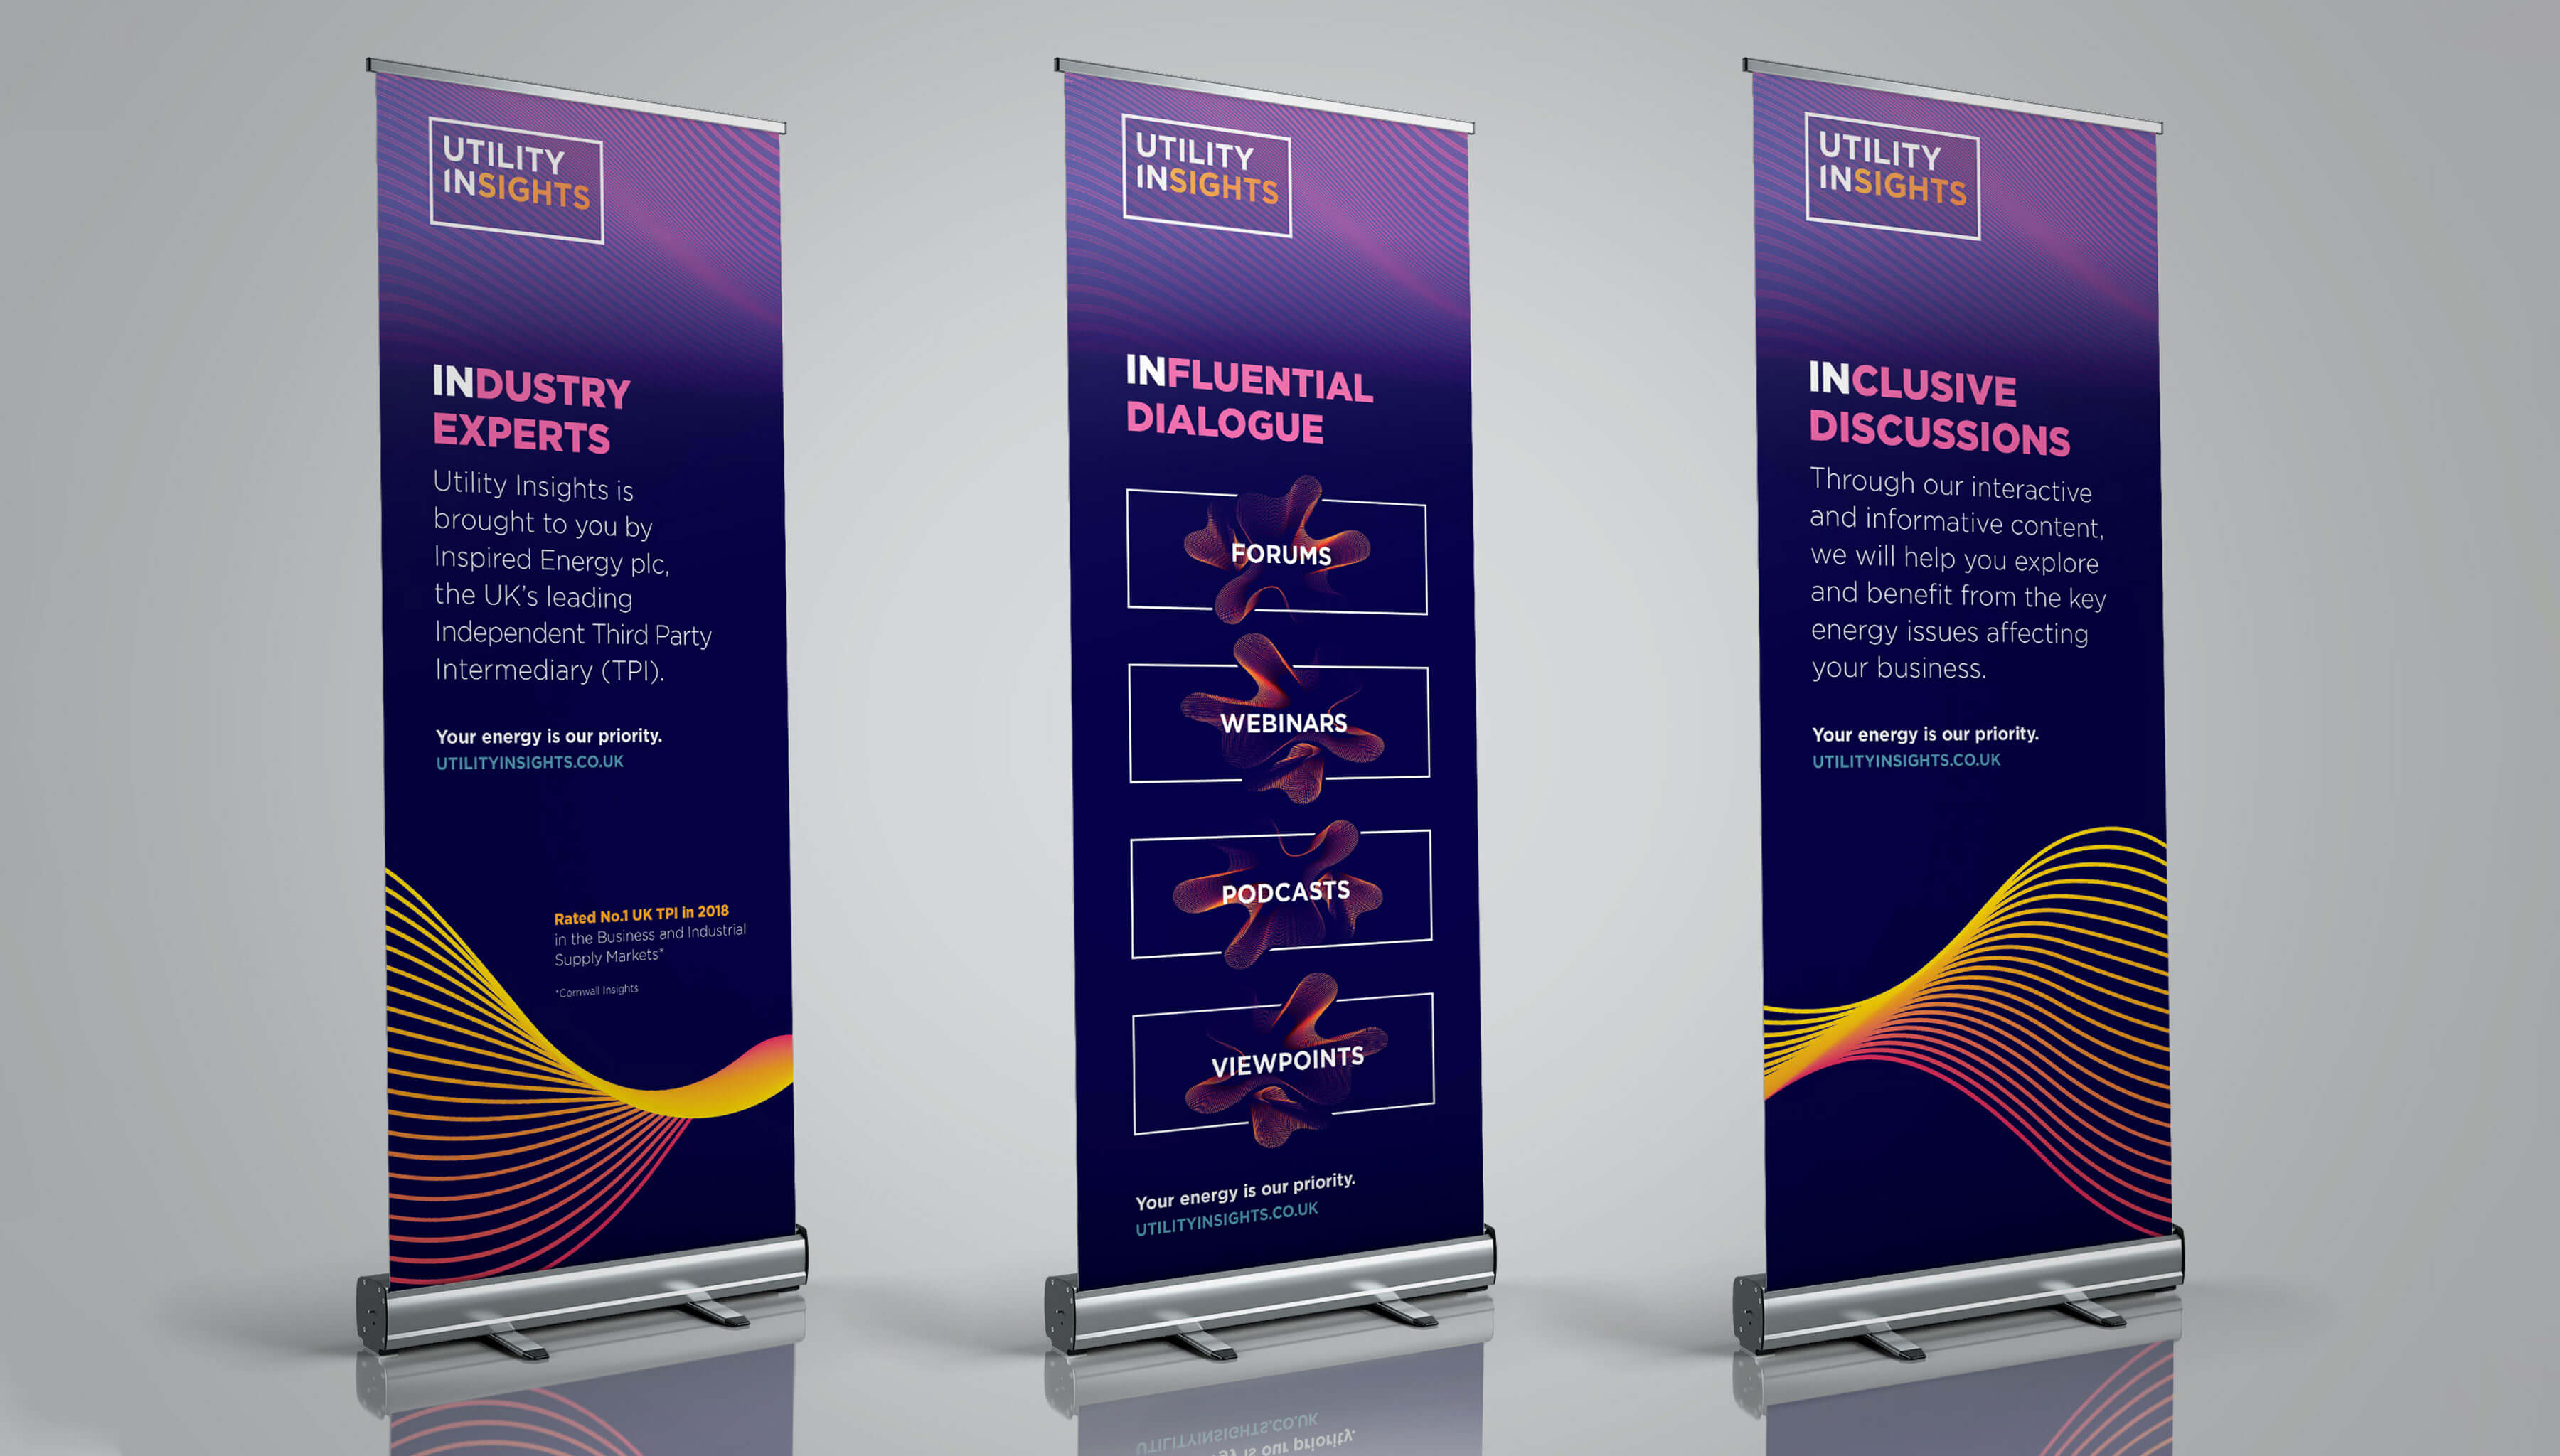 UTILITY
INSIGHTS
INDUSTRY
EXPERTS
Utility Insights is
brought to you by
Inspired Energy plc,
the UK's leading
Independent Third Party
Intermediary (TPI).
Your energy is our priority.
UTILITYINSIGHTS.CO.UK
Rated No.1 UK TPI in 2018
in the Business and Industrial
Supply Markets*
*Cornwall Insights
UTILITY
INSIGHTS
INFLUENTIAL
DIALOGUE
FORUMS
WEBINARS
PODCASTS
VIEWPOINTS
Your energy is our priority.
UTILITYINSIGHTS.CO.UK
UTILITY
INSIGHTS
INCLUSIVE
DISCUSSIONS
Through our interactive
and informative content,
we will help you explore
and benefit from the key
energy issues affecting
your business.
Your energy is our priority.
UTILITYINSIGHTS.CO.UK